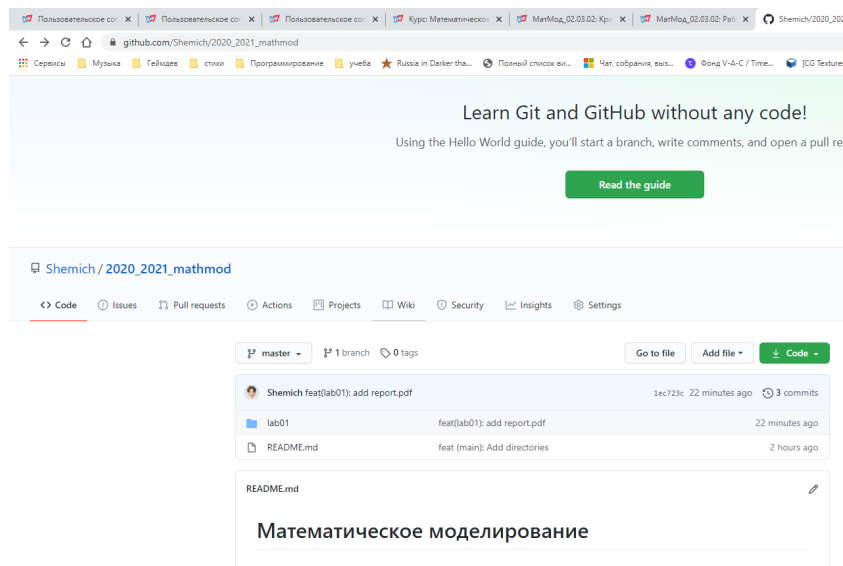 Пользовательское сог Пользовательское сог Пользовательское сог Курс: Математическое МатМод_02.03.02: Кри МатМод_02.03.02: Раб Shemich/2020_202
github.com/Shemich/2020_2021_mathmod
Сервисы Музыка Геймдев стихи Программирование учеба Russia in Darker tha... Полный список ви... Чат, собрания, выз... Фонд V-A-C / Time... [CG Texture
Learn Git and GitHub without any code!
Using the Hello World guide, you'll start a branch, write comments, and open a pull re
Read the guide
Shemich / 2020_2021_mathmod
<> Code Issues Pull requests Actions Projects Wiki Security Insights Settings
master 1 branch 0 tags Go to file Add file Code
Shemich feat(lab01): add report.pdf 1ec723c 22 minutes ago 3 commits
lab01 feat(lab01): add report.pdf 22 minutes ago
README.md feat (main): Add directories 2 hours ago
README.md
Математическое моделирование